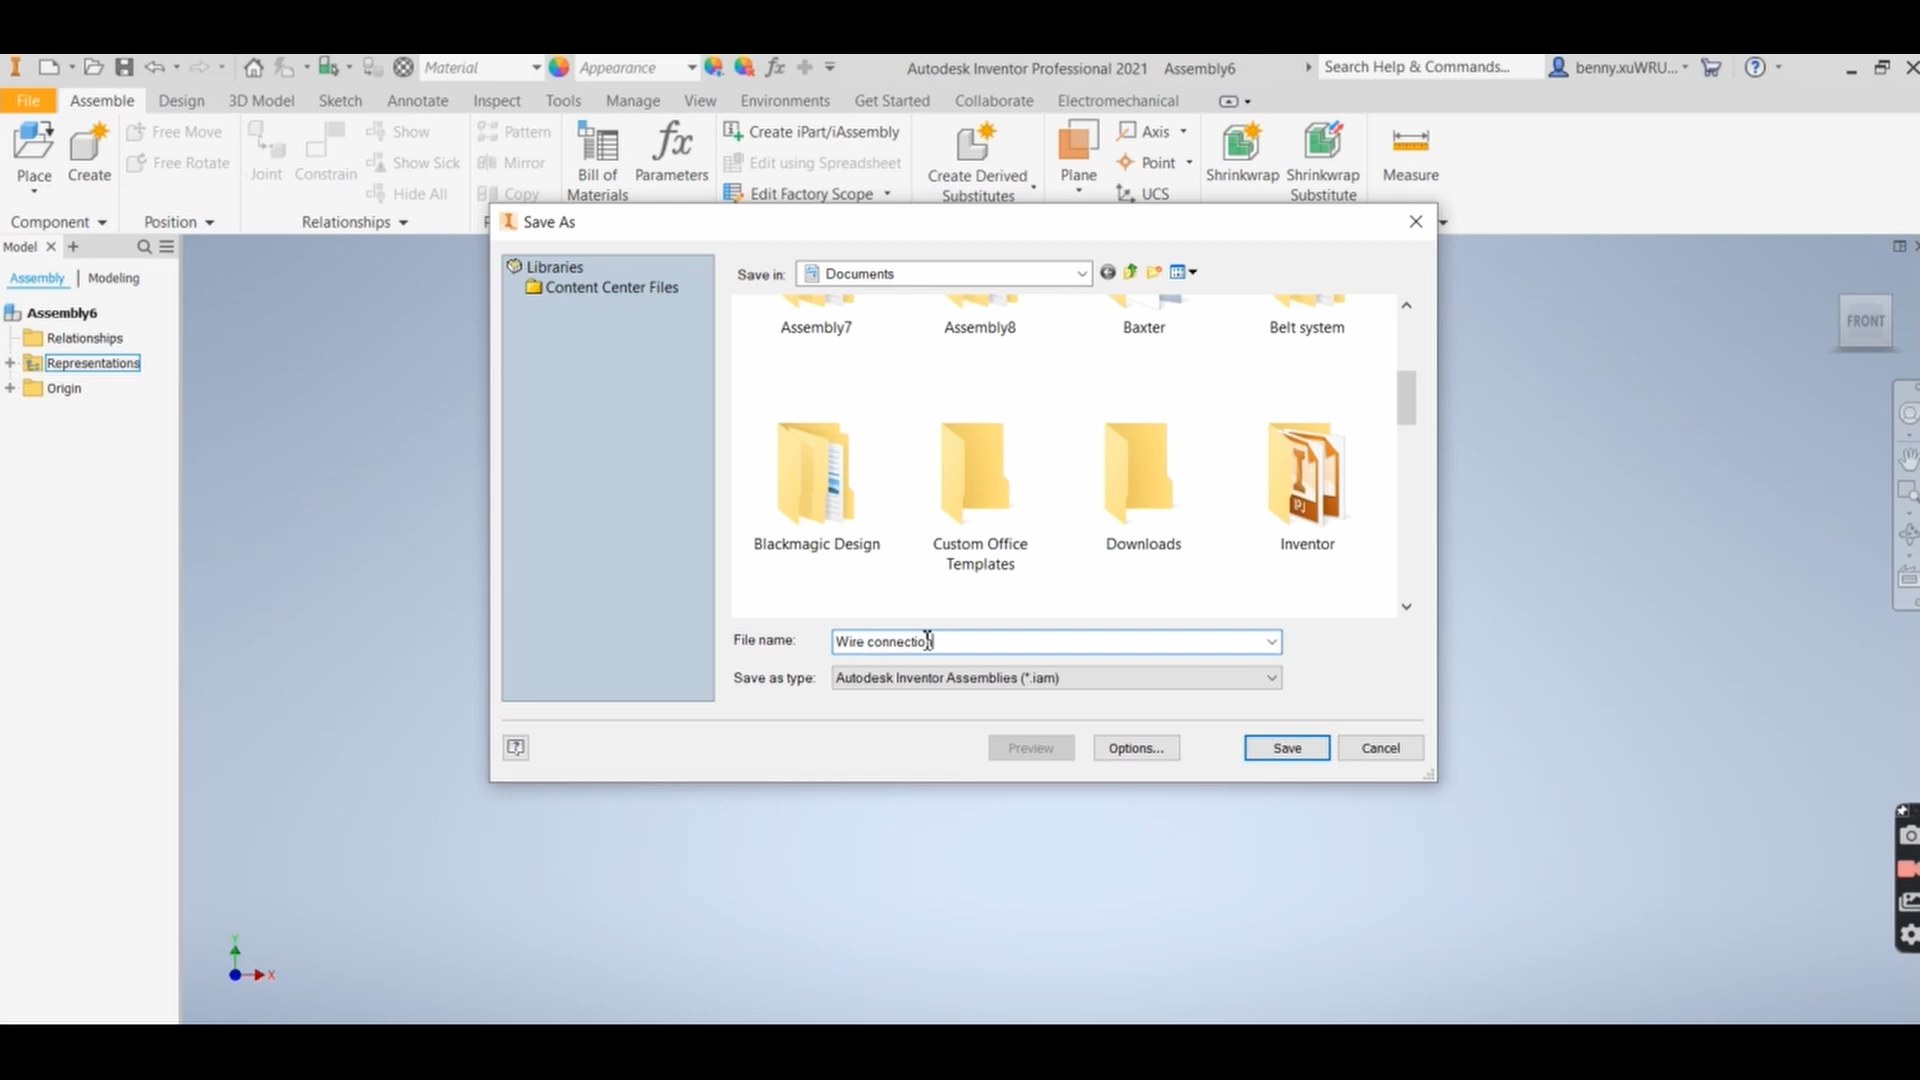 Material
Appearance
Autodesk Inventor Professional 2021 Assembly6
Search Help & Commands...
benny.xuWRU...
File Assemble Design 3D Model Sketch Annotate Inspect Tools Manage View Environments Get Started Collaborate Electromechanical
Place
Create
Free Move
Free Rotate
Joint
Constrain
Show
Show Sick
Hide All
Pattern
Mirror
Copy
Bill of
Materials
Parameters
Create iPart/iAssembly
Edit using Spreadsheet
Edit Factory Scope
Create Derived
Substitutes
Plane
Axis
Point
UCS
Shrinkwrap
Shrinkwrap
Substitute
Measure
Component
Position
Relationships
Model
Assembly | Modeling
Assembly6
Relationships
Representations
Origin
Save As
Libraries
Content Center Files
Save in: Documents
Assembly7
Assembly8
Baxter
Belt system
IPJ
Blackmagic Design
Custom Office
Templates
Downloads
Inventor
File name: Wire connection
Save as type: Autodesk Inventor Assemblies (*.iam)
Preview
Options...
Save
Cancel
FRONT
Y
X